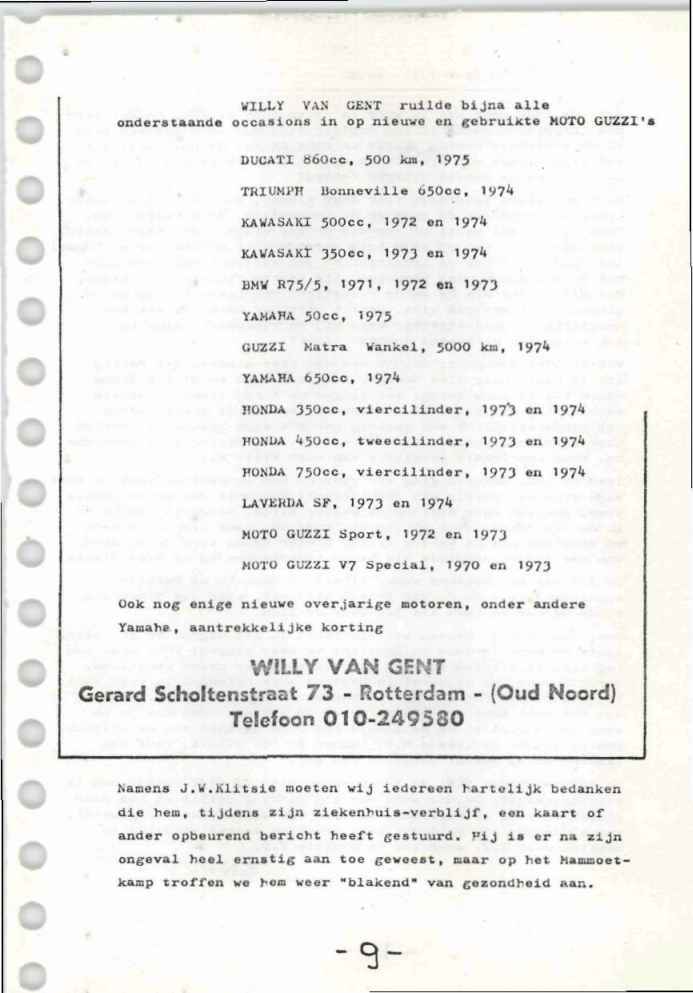 WILLY VAN GENT ruilde bijna alle
onderstaande occasions in op nieuwe en gebruikte MOTO GUZZI's
DUCATI 860cc, 500 km, 1975
TRIUMPH Bonneville 650cc, 1974
KAWASAKI 500cc, 1972 en 1974
KAWASAKI 350cc, 1973 en 1974
BMW R75/5, 1971, 1972 en 1973
YAMAHA 50cc, 1975
GUZZI Matra Wankel, 5000 km, 1974
YAMAHA 650cc, 1974
HONDA 350cc, viercilinder, 1973 en 1974
HONDA 450cc, tweecilinder, 1973 en 1974
HONDA 750cc, viercilinder, 1973 en 1974
LAVERDA SF, 1973 en 1974
MOTO GUZZI Sport, 1972 en 1973
MOTO GUZZI V7 Special, 1970 en 1973
Ook nog enige nieuwe overjarige motoren, onder andere
Yamaha, aantrekkelijke korting
WILLY VAN GENT
Gerard Scholtenstraat 73 - Rotterdam - (Oud Noord)
Telefoon 010-249580
Namens J.W.Klitsie moeten wij iedereen hartelijk bedanken
die hem, tijdens zijn ziekenhuis-verblijf, een kaart of
ander opbeurend bericht heeft gestuurd. Hij is er na zijn
ongeval heel ernstig aan toe geweest, maar op het Mammoet-
kamp troffen we hem weer "blakend" van gezondheid aan.
- 9 -